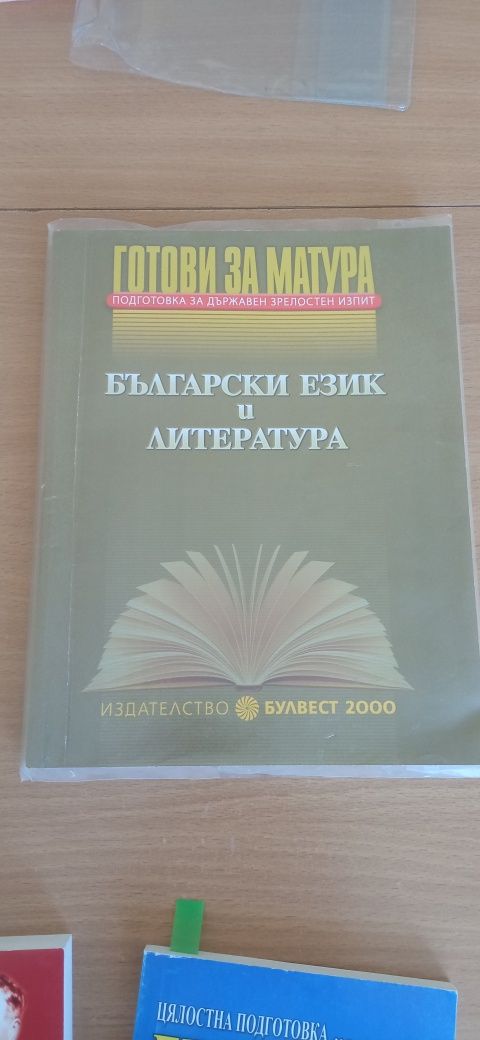 ГОТОВИ ЗА МАТУРА
ПОДГОТОВКА ЗА ДЪРЖАВЕН ЗРЕЛОСТЕН ИЗПИТ
БЪЛГАРСКИ ЕЗИК
и
ЛИТЕРАТУРА
ИЗДАТЕЛСТВО БУЛВЕСТ 2000
ЦЯЛОСТНА ПОДГОТОВКА